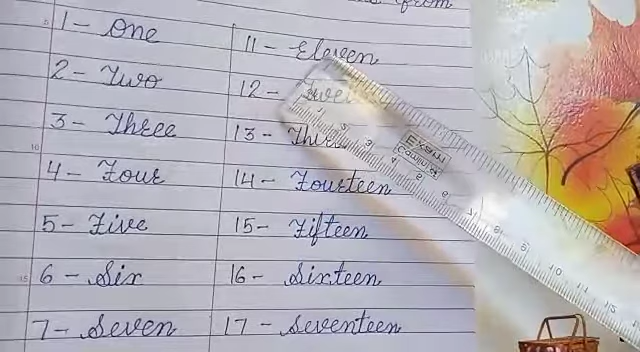 from
1 - One
2 - Two
3 - Three
4 - Four
5 - Five
6 - Six
7 - Seven
11 - Eleven
12 -
13 -
14 - Fourteen
15 - Fifteen
16 - Sixteen
17 - Seventeen